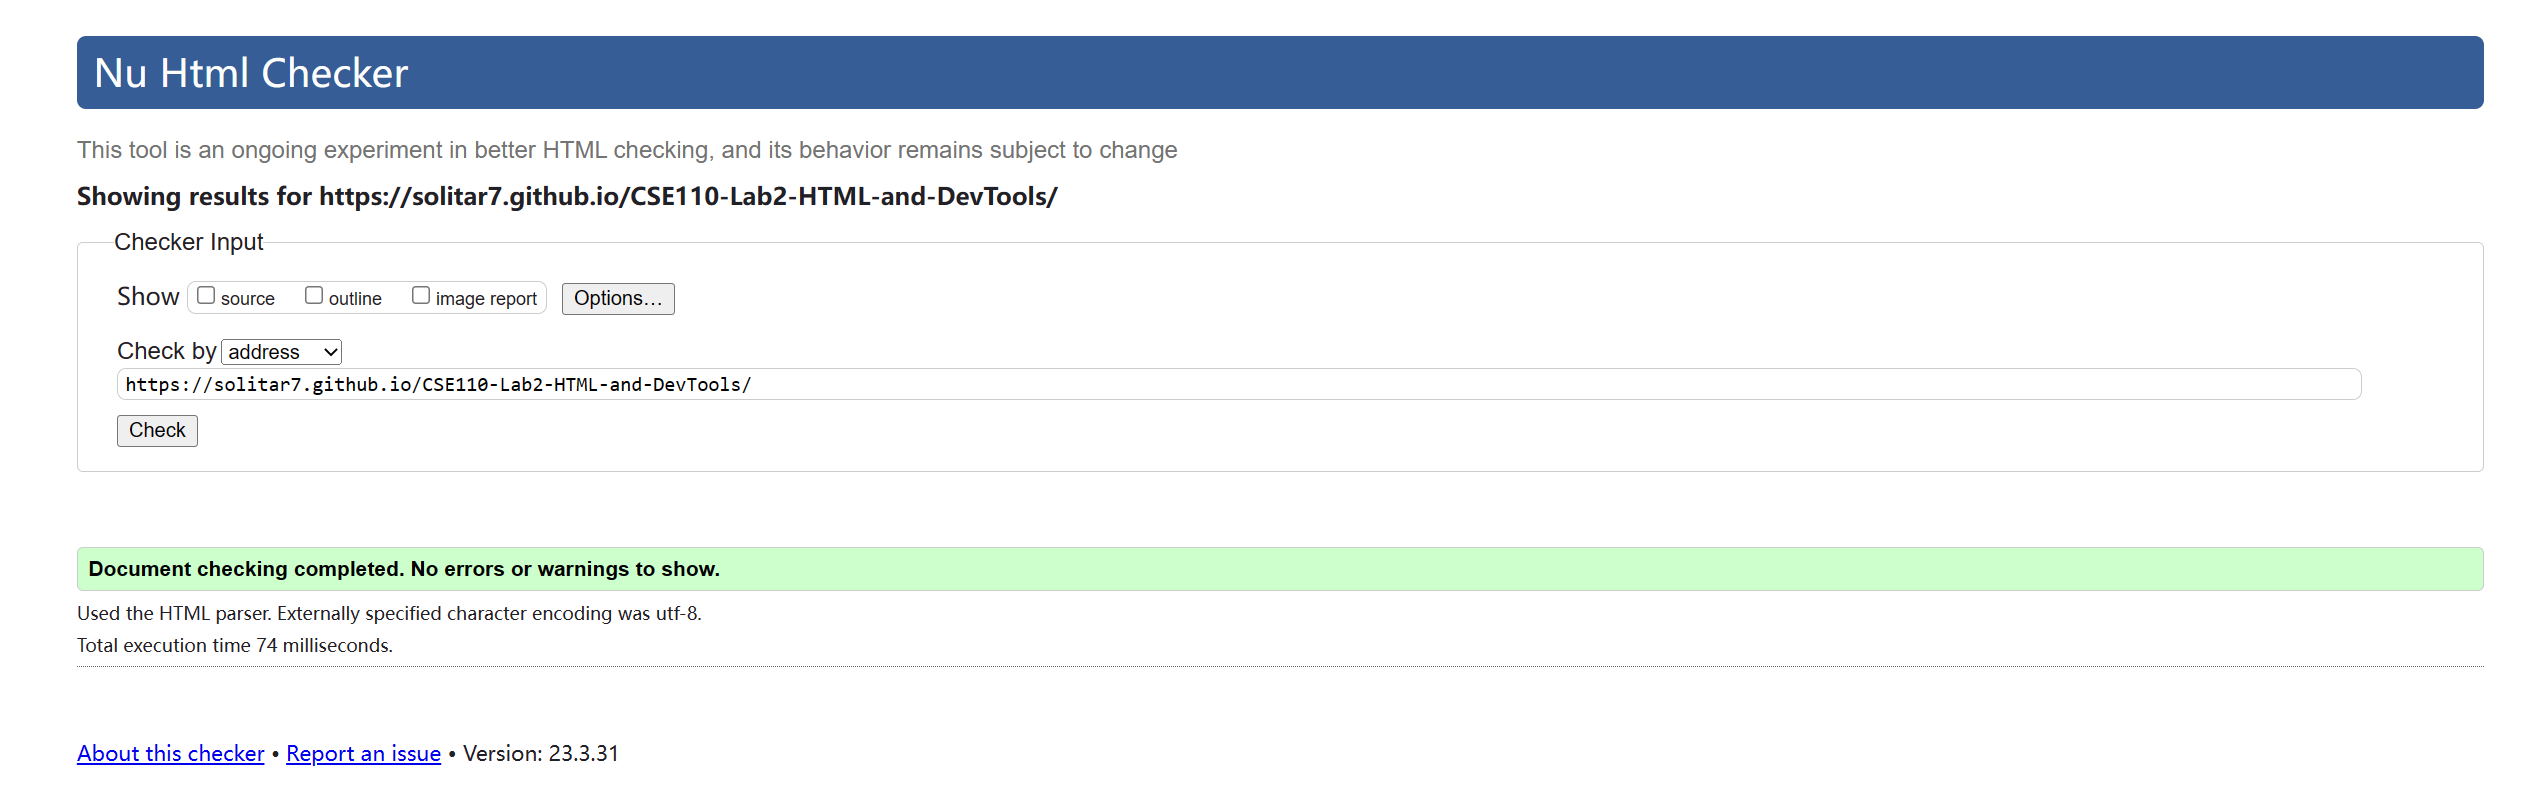 Nu Html Checker
This tool is an ongoing experiment in better HTML checking, and its behavior remains subject to change
Showing results for https://solitar7.github.io/CSE110-Lab2-HTML-and-DevTools/
Checker Input
Show source outline image report Options...
Check by address
https://solitar7.github.io/CSE110-Lab2-HTML-and-DevTools/
Check
Document checking completed. No errors or warnings to show.
Used the HTML parser. Externally specified character encoding was utf-8.
Total execution time 74 milliseconds.
About this checker • Report an issue • Version: 23.3.31